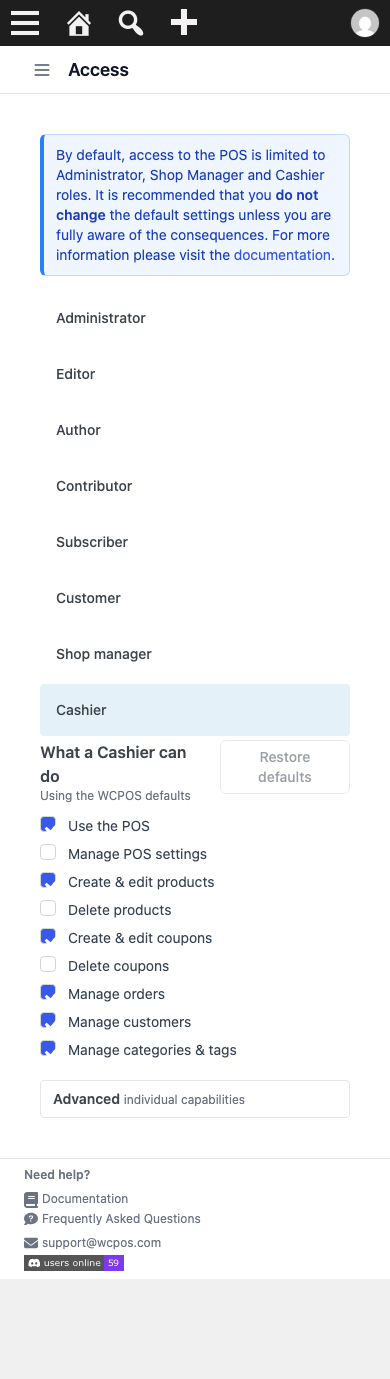 Access
By default, access to the POS is limited to
Administrator, Shop Manager and Cashier
roles. It is recommended that you do not
change the default settings unless you are
fully aware of the consequences. For more
information please visit the documentation.
Administrator
Editor
Author
Contributor
Subscriber
Customer
Shop manager
Cashier
What a Cashier can
do
Using the WCPOS defaults
Restore
defaults
Use the POS
Manage POS settings
Create & edit products
Delete products
Create & edit coupons
Delete coupons
Manage orders
Manage customers
Manage categories & tags
Advanced individual capabilities
Need help?
Documentation
Frequently Asked Questions
support@wcpos.com
users online 59